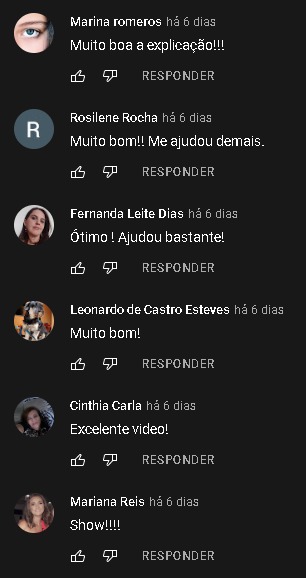 Marina romeros há 6 dias
Muito boa a explicação!!!
RESPONDER
R
Rosilene Rocha há 6 dias
Muito bom!! Me ajudou demais.
RESPONDER
Fernanda Leite Dias há 6 dias
Ótimo ! Ajudou bastante!
RESPONDER
Leonardo de Castro Esteves há 6 dias
Muito bom!
RESPONDER
Cinthia Carla há 6 dias
Excelente video!
RESPONDER
Mariana Reis há 6 dias
Show!!!!
RESPONDER